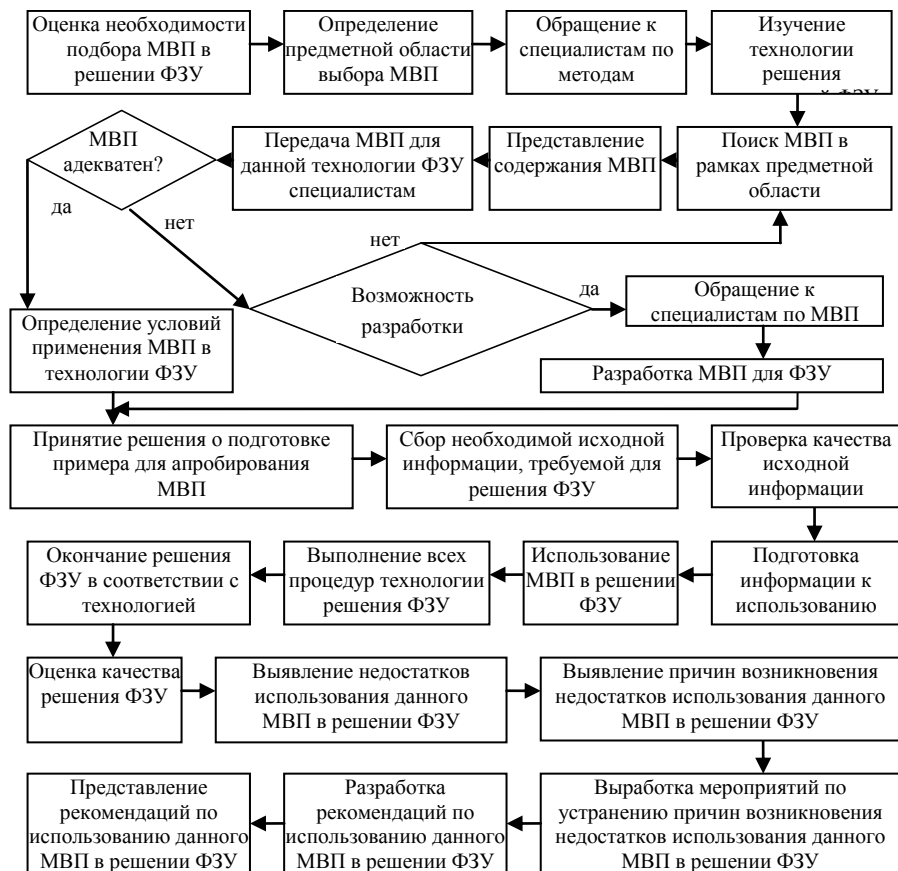 Оценка необходимости
подбора МВП в
решении ФЗУ
Определение
предметной области
выбора МВП
Обращение к
специалистам по
методам
Изучение
технологии
решения
МВП
адекватен?
Передача МВП для
данной технологии ФЗУ
специалистам
Представление
содержания МВП
Поиск МВП в
рамках предметной
области
да
нет
нет
Возможность
разработки
да
Обращение к
специалистам по МВП
Определение условий
применения МВП в
технологии ФЗУ
Разработка МВП для ФЗУ
Принятие решения о подготовке
примера для апробирования
МВП
Сбор необходимой исходной
информации, требуемой для
решения ФЗУ
Проверка качества
исходной
информации
Окончание решения
ФЗУ в соответствии с
технологией
Выполнение всех
процедур технологии
решения ФЗУ
Использование
МВП в решении
ФЗУ
Подготовка
информации к
использованию
Оценка качества
решения ФЗУ
Выявление недостатков
использования данного
МВП в решении ФЗУ
Выявление причин возникновения
недостатков использования данного
МВП в решении ФЗУ
Представление
рекомендаций по
использованию данного
МВП в решении ФЗУ
Разработка
рекомендаций по
использованию данного
МВП в решении ФЗУ
Выработка мероприятий по
устранению причин возникновения
недостатков использования данного
МВП в решении ФЗУ